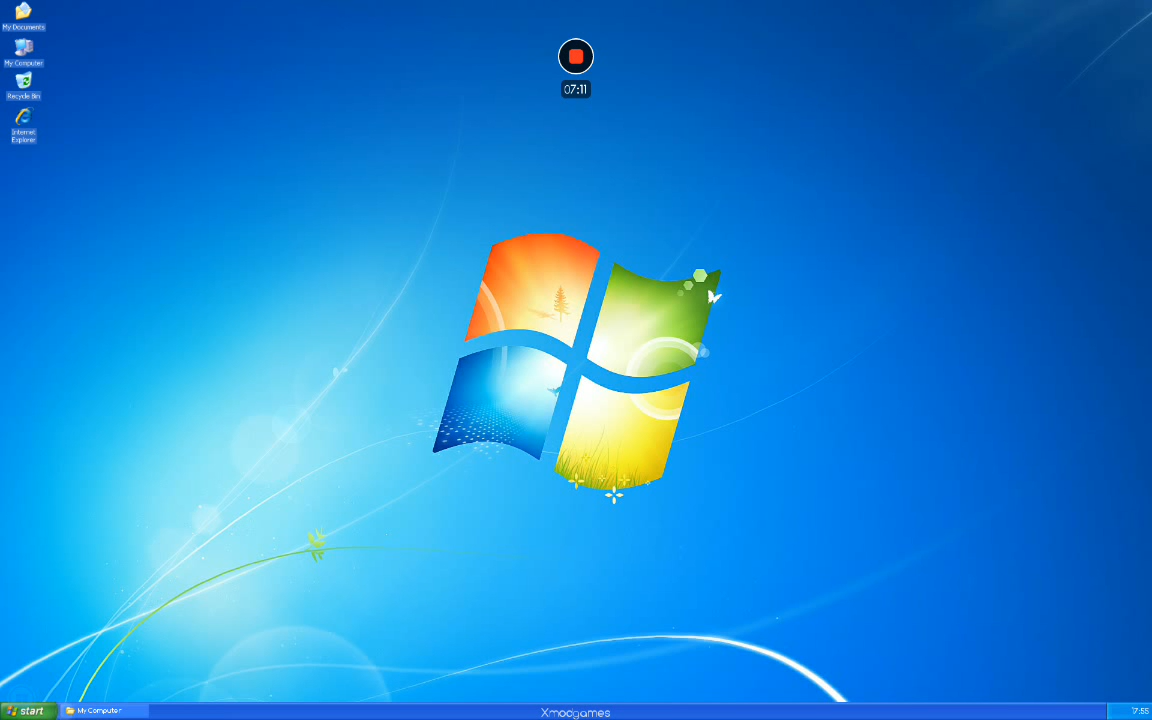 My Documents
07:11
My Computer
Recycle Bin
Internet
Explorer
start
My Computer
Xmodgames
17:55